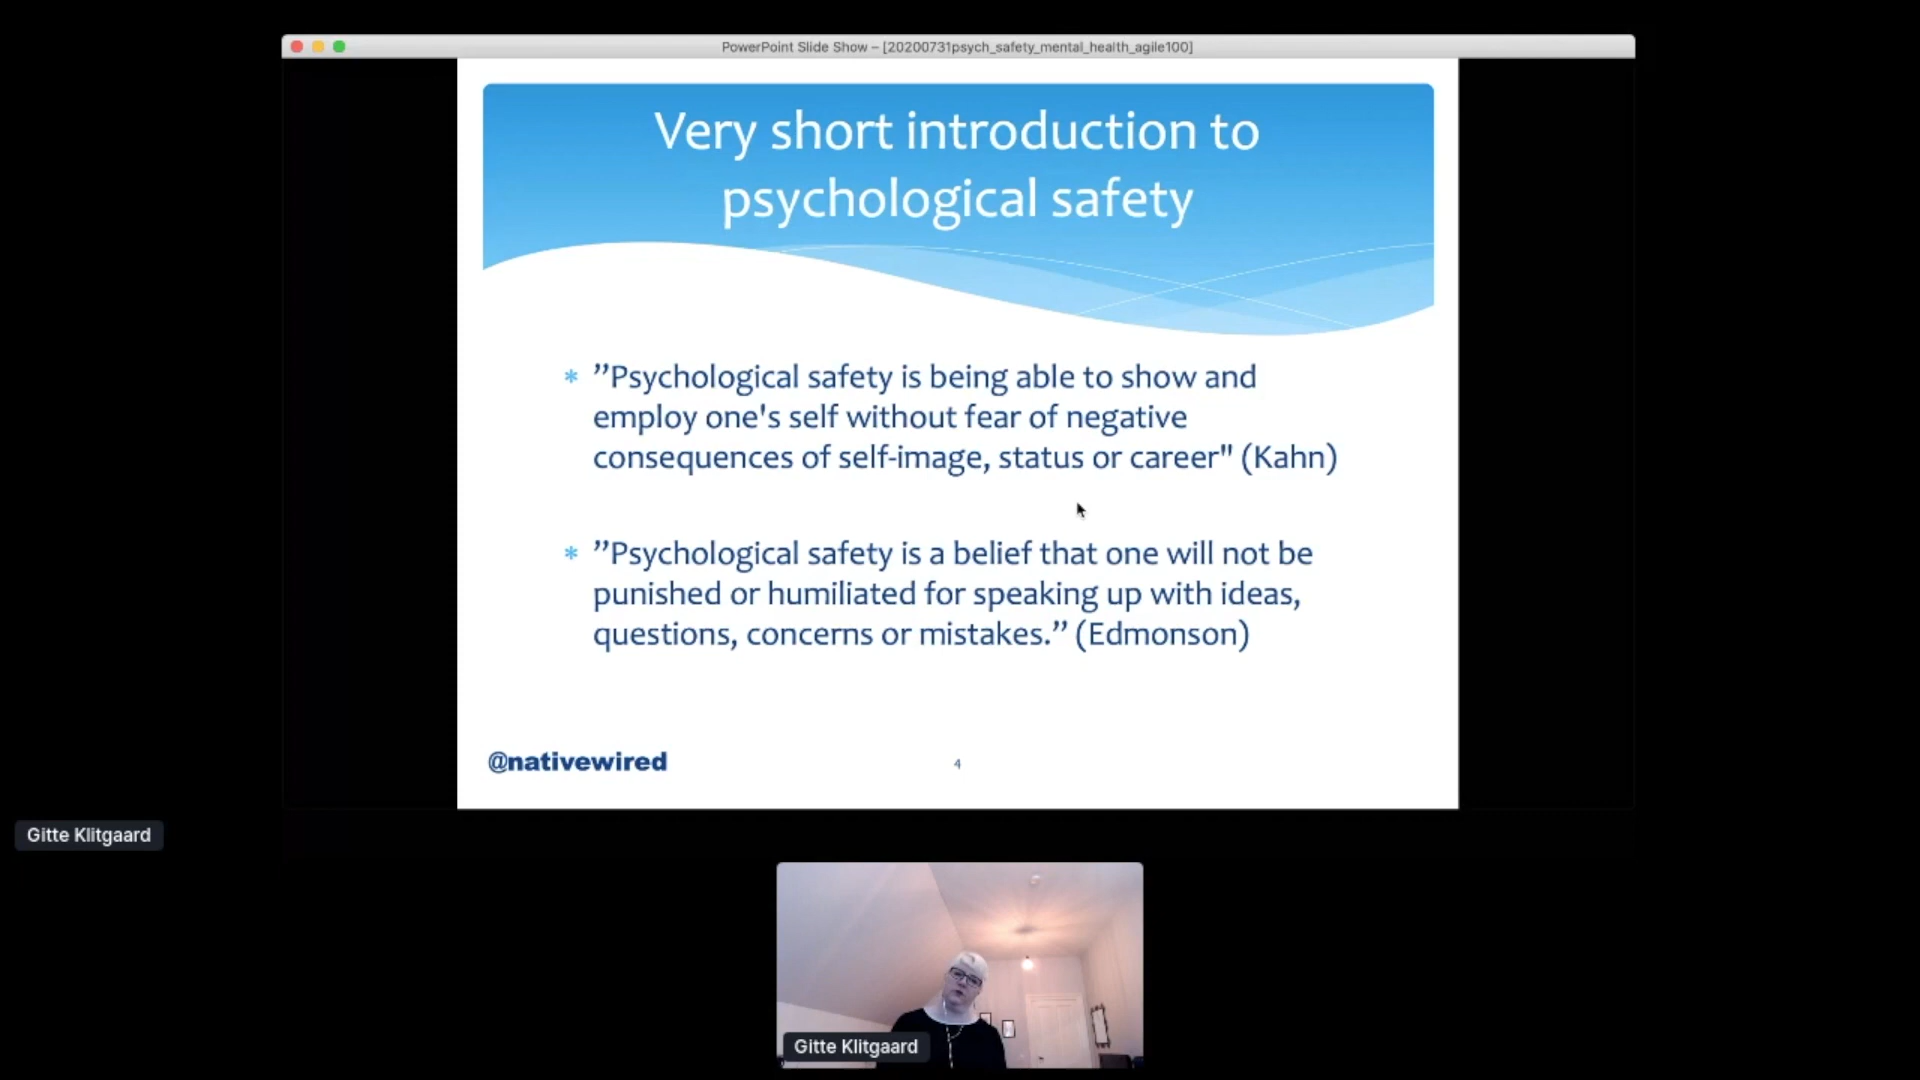 PowerPoint Slide Show – [20200731psych_safety_mental_health_agile100]
Very short introduction to
psychological safety
* ”Psychological safety is being able to show and
employ one's self without fear of negative
consequences of self-image, status or career" (Kahn)
* ”Psychological safety is a belief that one will not be
punished or humiliated for speaking up with ideas,
questions, concerns or mistakes.” (Edmonson)
@nativewired
4
Gitte Klitgaard
Gitte Klitgaard